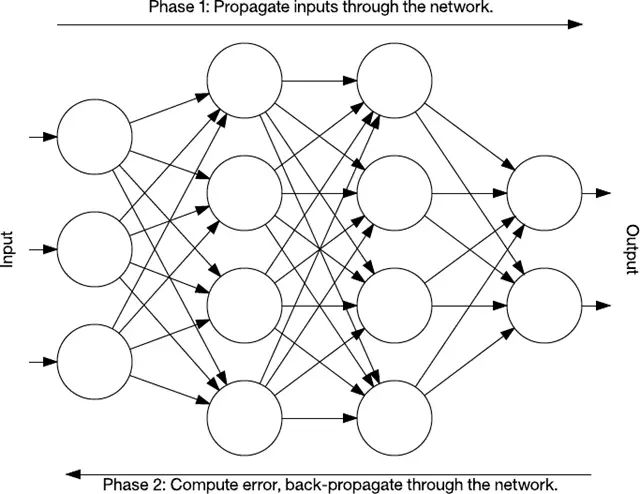 Phase 1: Propagate inputs through the network.
Input
Output
Phase 2: Compute error, back-propagate through the network.